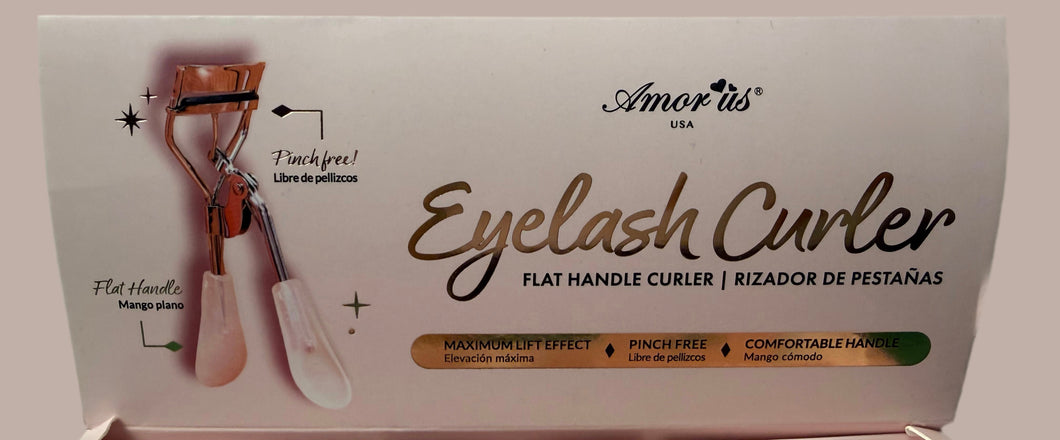 Amor üs®
USA
Pinch free!
Libre de pellizcos
Eyelash Curler
FLAT HANDLE CURLER | RIZADOR DE PESTAÑAS
Flat Handle
Mango plano
MAXIMUM LIFT EFFECT ♦ PINCH FREE ♦ COMFORTABLE HANDLE
Elevación máxima Libre de pellizcos Mango cómodo